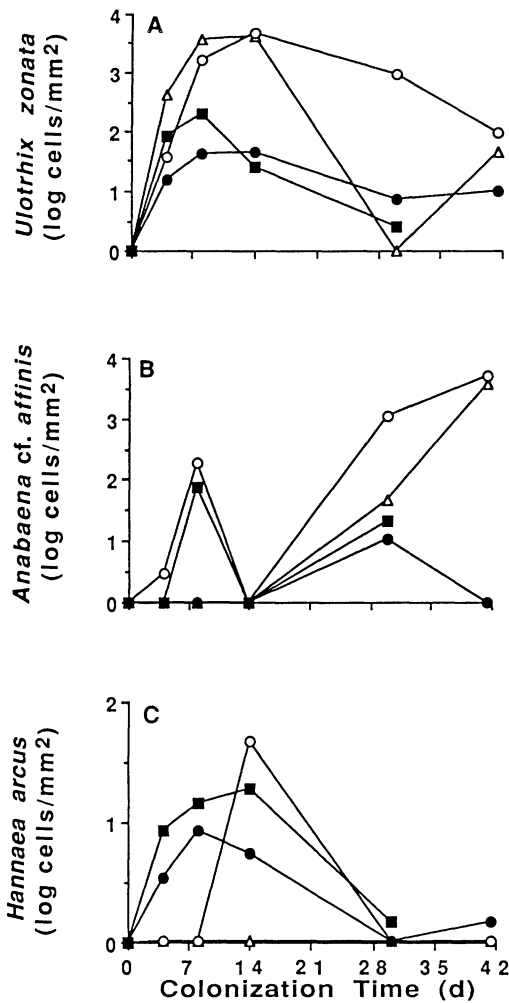 A
Ulotrhix zonata
(log cells/mm2)
4
3
2
1
0
B
Anabaena cf. affinis
(log cells/mm2)
4
3
2
1
0
C
Hannaea arcus
(log cells/mm2)
2
1
0
0 7 14 21 28 35 42
Colonization Time (d)